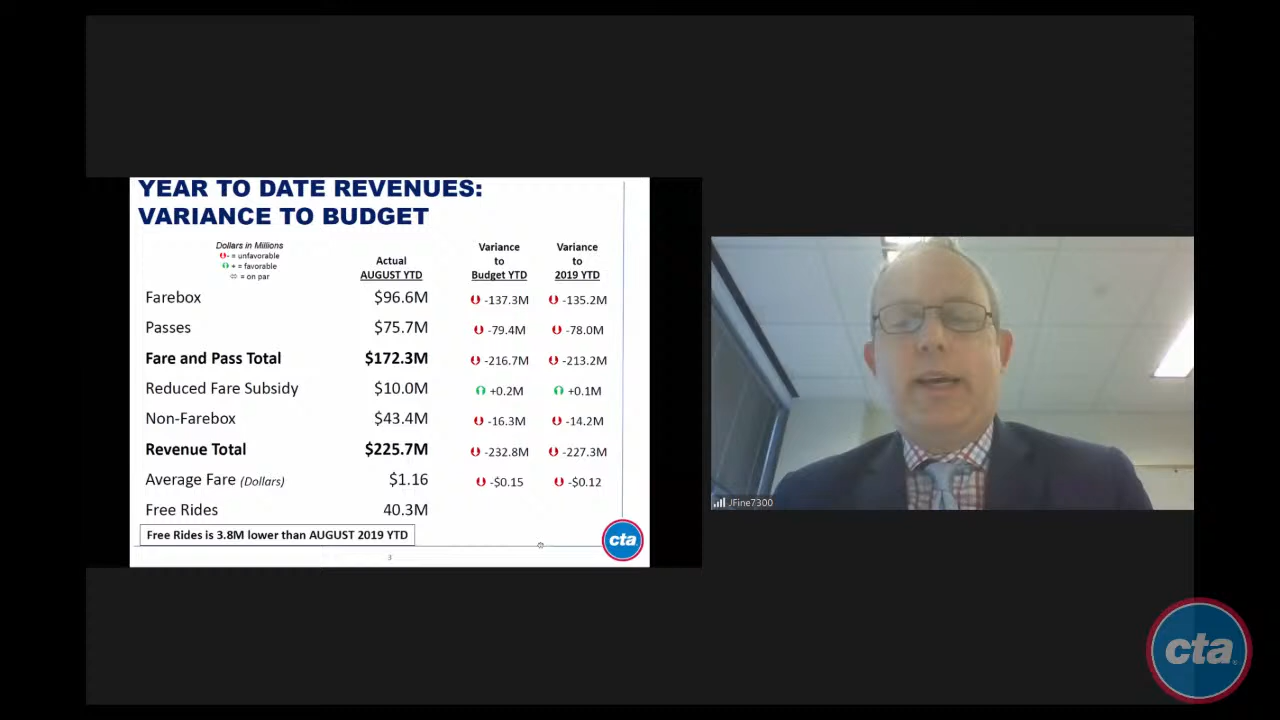 YEAR TO DATE REVENUES:
VARIANCE TO BUDGET
Dollars in Millions
- = unfavorable
+ = favorable
= on par
Actual
AUGUST YTD
Variance
to
Budget YTD
Variance
to
2019 YTD
Farebox $96.6M -137.3M -135.2M
Passes $75.7M -79.4M -78.0M
Fare and Pass Total $172.3M -216.7M -213.2M
Reduced Fare Subsidy $10.0M +0.2M +0.1M
Non-Farebox $43.4M -16.3M -14.2M
Revenue Total $225.7M -232.8M -227.3M
Average Fare (Dollars) $1.16 -$0.15 -$0.12
Free Rides 40.3M
Free Rides is 3.8M lower than AUGUST 2019 YTD
3
cta
JFine7300
cta